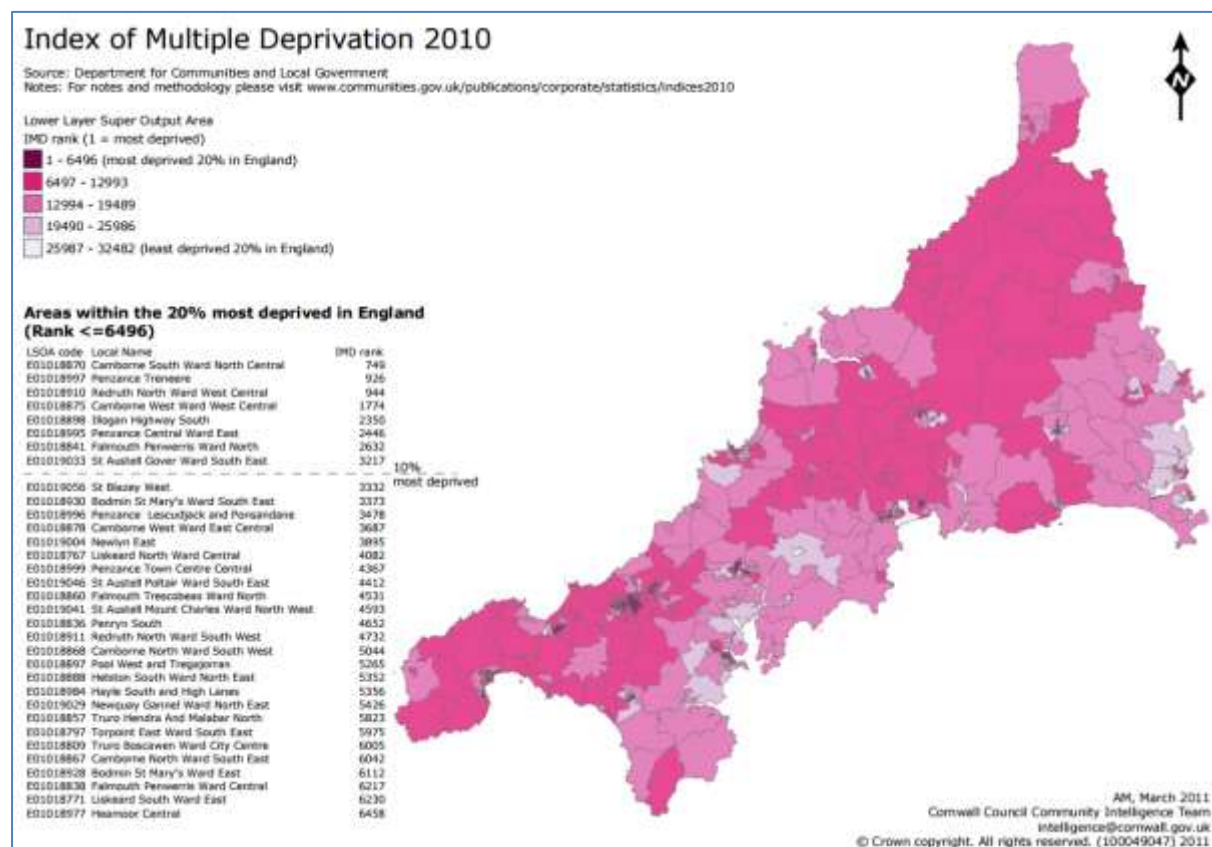 Index of Multiple Deprivation 2010
Source: Department for Communities and Local Government
Notes: For notes and methodology please visit www.communities.gov.uk/publications/corporate/statistics/indices2010
N
Lower Layer Super Output Area
IMD rank (1 = most deprived)
1 - 6496 (most deprived 20% in England)
6497 - 12993
12994 - 19489
19490 - 25986
25987 - 32482 (least deprived 20% in England)
Areas within the 20% most deprived in England
(Rank <=6496)
LSOA code Local Name IMD rank
E01018870 Camborne South Ward North Central 749
E01018997 Penzance Treneere 926
E01018910 Redruth North Ward West Central 944
E01018875 Camborne West Ward West Central 1774
E01018898 Illogan Highway South 2350
E01018995 Penzance Central Ward East 2446
E01018841 Falmouth Penwerris Ward North 2632
E01019033 St Austell Gover Ward South East 3217
10%
most deprived
E01019056 St Blazey West 3332
E01018930 Bodmin St Mary's Ward South East 3373
E01018996 Penzance Lescudjack and Ponsandane 3478
E01018878 Camborne West Ward East Central 3687
E01019004 Newlyn East 3895
E01018767 Liskeard North Ward Central 4082
E01018999 Penzance Town Centre Central 4367
E01019046 St Austell Poltair Ward South East 4412
E01018860 Falmouth Trescobeas Ward North 4531
E01019041 St Austell Mount Charles Ward North West 4593
E01018836 Penryn South 4652
E01018911 Redruth North Ward South West 4732
E01018868 Camborne North Ward South West 5044
E01018897 Pool West and Tregajorran 5265
E01018888 Helston South Ward North East 5352
E01018984 Hayle South and High Lanes 5356
E01019029 Newquay Gannel Ward North East 5426
E01018857 Truro Hendra And Malabar North 5823
E01018797 Torpoint East Ward South East 5975
E01018809 Truro Boscawen Ward City Centre 6005
E01018867 Camborne North Ward South East 6042
E01018928 Bodmin St Mary's Ward East 6112
E01018838 Falmouth Penwerris Ward Central 6217
E01018771 Liskeard South Ward East 6230
E01018977 Heamoor Central 6458
AM, March 2011
Cornwall Council Community Intelligence Team
intelligence@cornwall.gov.uk
© Crown copyright. All rights reserved. (100049047) 2011